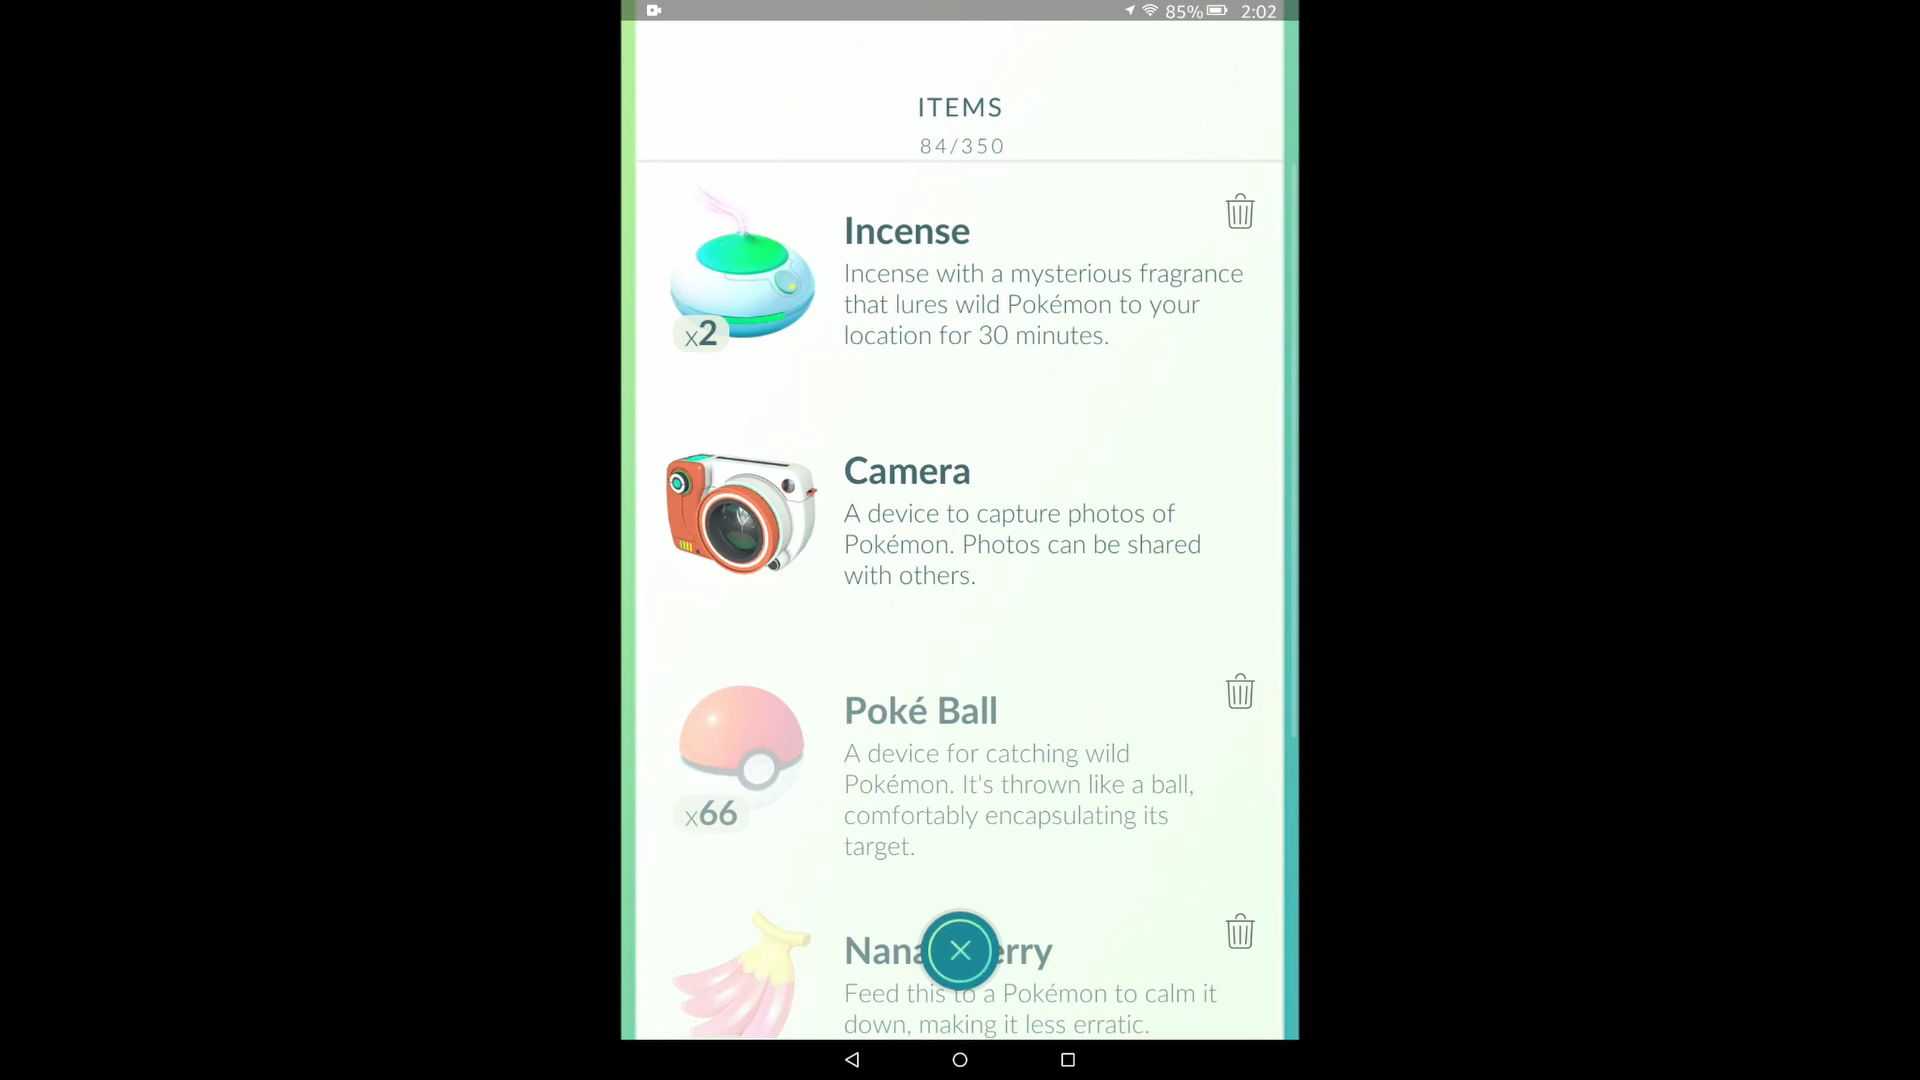 85% 2:02
ITEMS
84/350
Incense
Incense with a mysterious fragrance
that lures wild Pokémon to your
location for 30 minutes.
x2
Camera
A device to capture photos of
Pokémon. Photos can be shared
with others.
Poké Ball
A device for catching wild
Pokémon. It's thrown like a ball,
comfortably encapsulating its
target.
x66
Feed this to a Pokémon to calm it
down, making it less erratic.